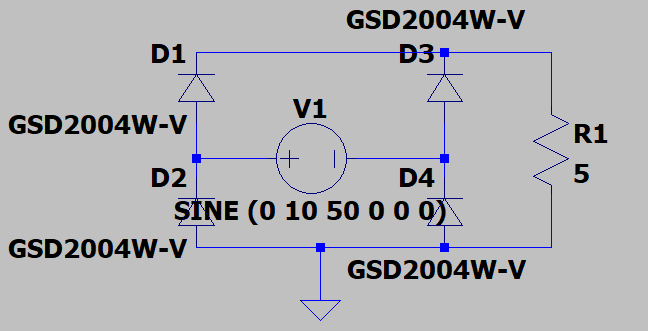 GSD2004W-V
D1
D3
V1
GSD2004W-V
R1
D2
D4
5
SINE (0 10 50 0 0 0)
GSD2004W-V
GSD2004W-V